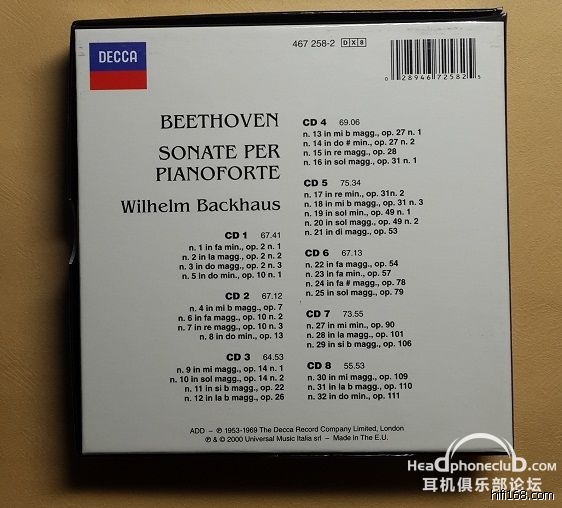 DECCA
467 258-2 DX8
0 28946 72582 5
BEETHOVEN
SONATE PER
PIANOFORTE
Wilhelm Backhaus
CD 1 67.41
n. 1 in fa min., op. 2 n. 1
n. 2 in la magg., op. 2 n. 2
n. 3 in do magg., op. 2 n. 3
n. 5 in do min., op. 10 n. 1
CD 2 67.12
n. 4 in mi b magg., op. 7
n. 6 in fa magg., op. 10 n. 2
n. 7 in re magg., op. 10 n. 3
n. 8 in do min., op. 13
CD 3 64.53
n. 9 in mi magg., op. 14 n. 1
n. 10 in sol magg., op. 14 n. 2
n. 11 in si b magg., op. 22
n. 12 in la b magg., op. 26
CD 4 69.06
n. 13 in mi b magg., op. 27 n. 1
n. 14 in do # min., op. 27 n. 2
n. 15 in re magg., op. 28
n. 16 in sol magg., op. 31 n. 1
CD 5 75.34
n. 17 in re min., op. 31n. 2
n. 18 in mi b magg., op. 31 n. 3
n. 19 in sol min., op. 49 n. 1
n. 20 in sol magg., op. 49 n. 2
n. 21 in di magg., op. 53
CD 6 67.13
n. 22 in fa magg., op. 54
n. 23 in fa min., op. 57
n. 24 in fa # magg., op. 78
n. 25 in sol magg., op. 79
CD 7 73.55
n. 27 in mi min., op. 90
n. 28 in la magg., op. 101
n. 29 in si b magg., op. 106
CD 8 55.53
n. 30 in mi magg., op. 109
n. 31 in la b magg., op. 110
n. 32 in do min., op. 111
ADD – ℗ 1953-1969 The Decca Record Company Limited, London
℗ & © 2000 Universal Music Italia srl – Made in The E.U.
Headphoneclub.com
耳机俱乐部论坛
hifi168.com